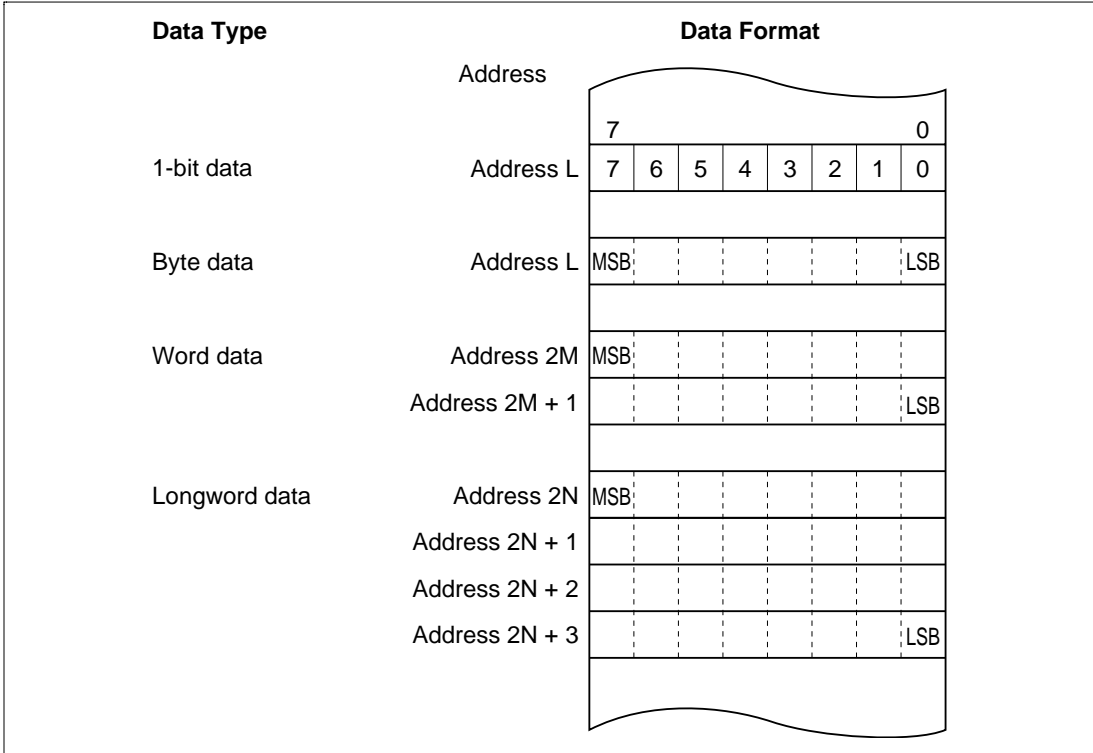 Data Type Data Format
Address
7 0
1-bit data Address L 7 6 5 4 3 2 1 0
Byte data Address L MSB LSB
Word data Address 2M MSB
Address 2M + 1 LSB
Longword data Address 2N MSB
Address 2N + 1
Address 2N + 2
Address 2N + 3 LSB